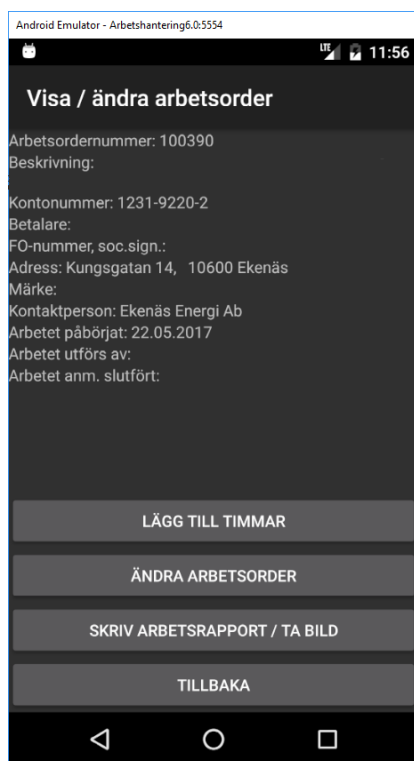 Android Emulator - Arbetshantering6.0:5554
LTE 11:56
Visa / ändra arbetsorder
Arbetsordernummer: 100390
Beskrivning:
Kontonummer: 1231-9220-2
Betalare:
FO-nummer, soc.sign.:
Adress: Kungsgatan 14, 10600 Ekenäs
Märke:
Kontaktperson: Ekenäs Energi Ab
Arbetet påbörjat: 22.05.2017
Arbetet utförs av:
Arbetet anm. slutfört:
LÄGG TILL TIMMAR
ÄNDRA ARBETSORDER
SKRIV ARBETSRAPPORT / TA BILD
TILLBAKA